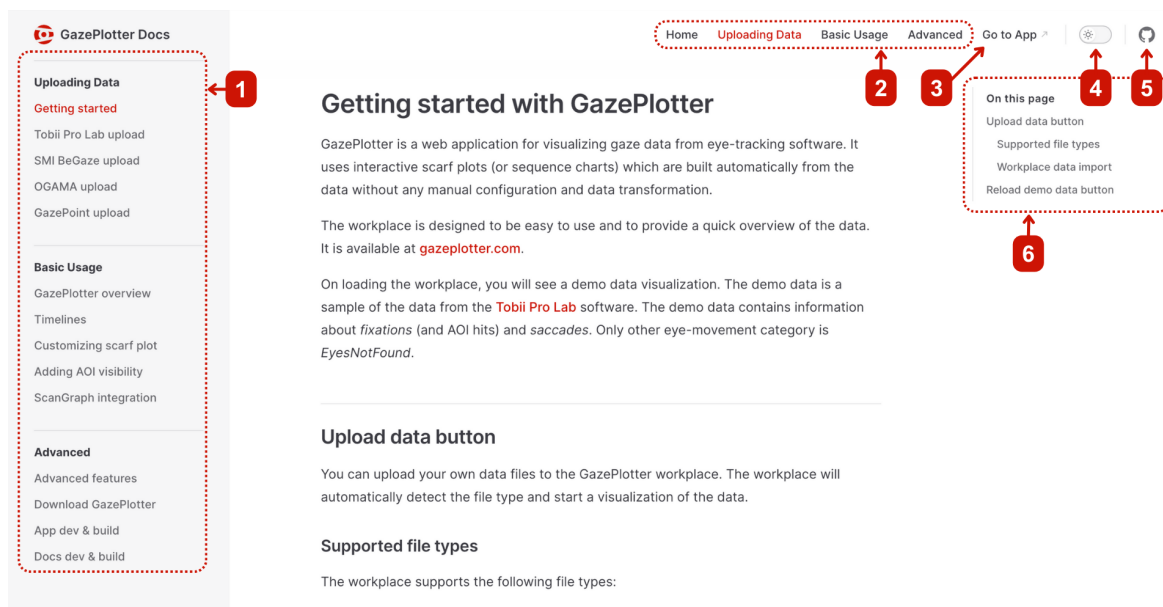 GazePlotter Docs
Home Uploading Data Basic Usage Advanced Go to App
1
2
3
4
5
6
Uploading Data
Getting started
Tobii Pro Lab upload
SMI BeGaze upload
OGAMA upload
GazePoint upload
Basic Usage
GazePlotter overview
Timelines
Customizing scarf plot
Adding AOI visibility
ScanGraph integration
Advanced
Advanced features
Download GazePlotter
App dev & build
Docs dev & build
Getting started with GazePlotter
GazePlotter is a web application for visualizing gaze data from eye-tracking software. It
uses interactive scarf plots (or sequence charts) which are built automatically from the
data without any manual configuration and data transformation.
The workplace is designed to be easy to use and to provide a quick overview of the data.
It is available at gazeplotter.com.
On loading the workplace, you will see a demo data visualization. The demo data is a
sample of the data from the Tobii Pro Lab software. The demo data contains information
about fixations (and AOI hits) and saccades. Only other eye-movement category is
EyesNotFound.
Upload data button
You can upload your own data files to the GazePlotter workplace. The workplace will
automatically detect the file type and start a visualization of the data.
Supported file types
The workplace supports the following file types:
On this page
Upload data button
Supported file types
Workplace data import
Reload demo data button